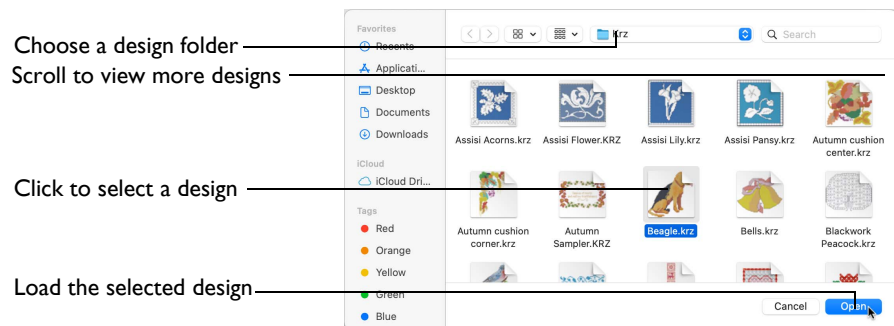 Choose a design folder
Scroll to view more designs
Click to select a design
Load the selected design
Favorites
Recents
Applicati...
Desktop
Documents
Downloads
iCloud
iCloud Dri...
Tags
Red
Orange
Yellow
Green
Blue
Krz
Search
Assisi Acorns.krz
Assisi Flower.KRZ
Assisi Lily.krz
Assisi Pansy.krz
Autumn cushion
center.krz
Autumn cushion
corner.krz
Autumn
Sampler.KRZ
Beagle.krz
Bells.krz
Blackwork
Peacock.krz
Cancel
Open